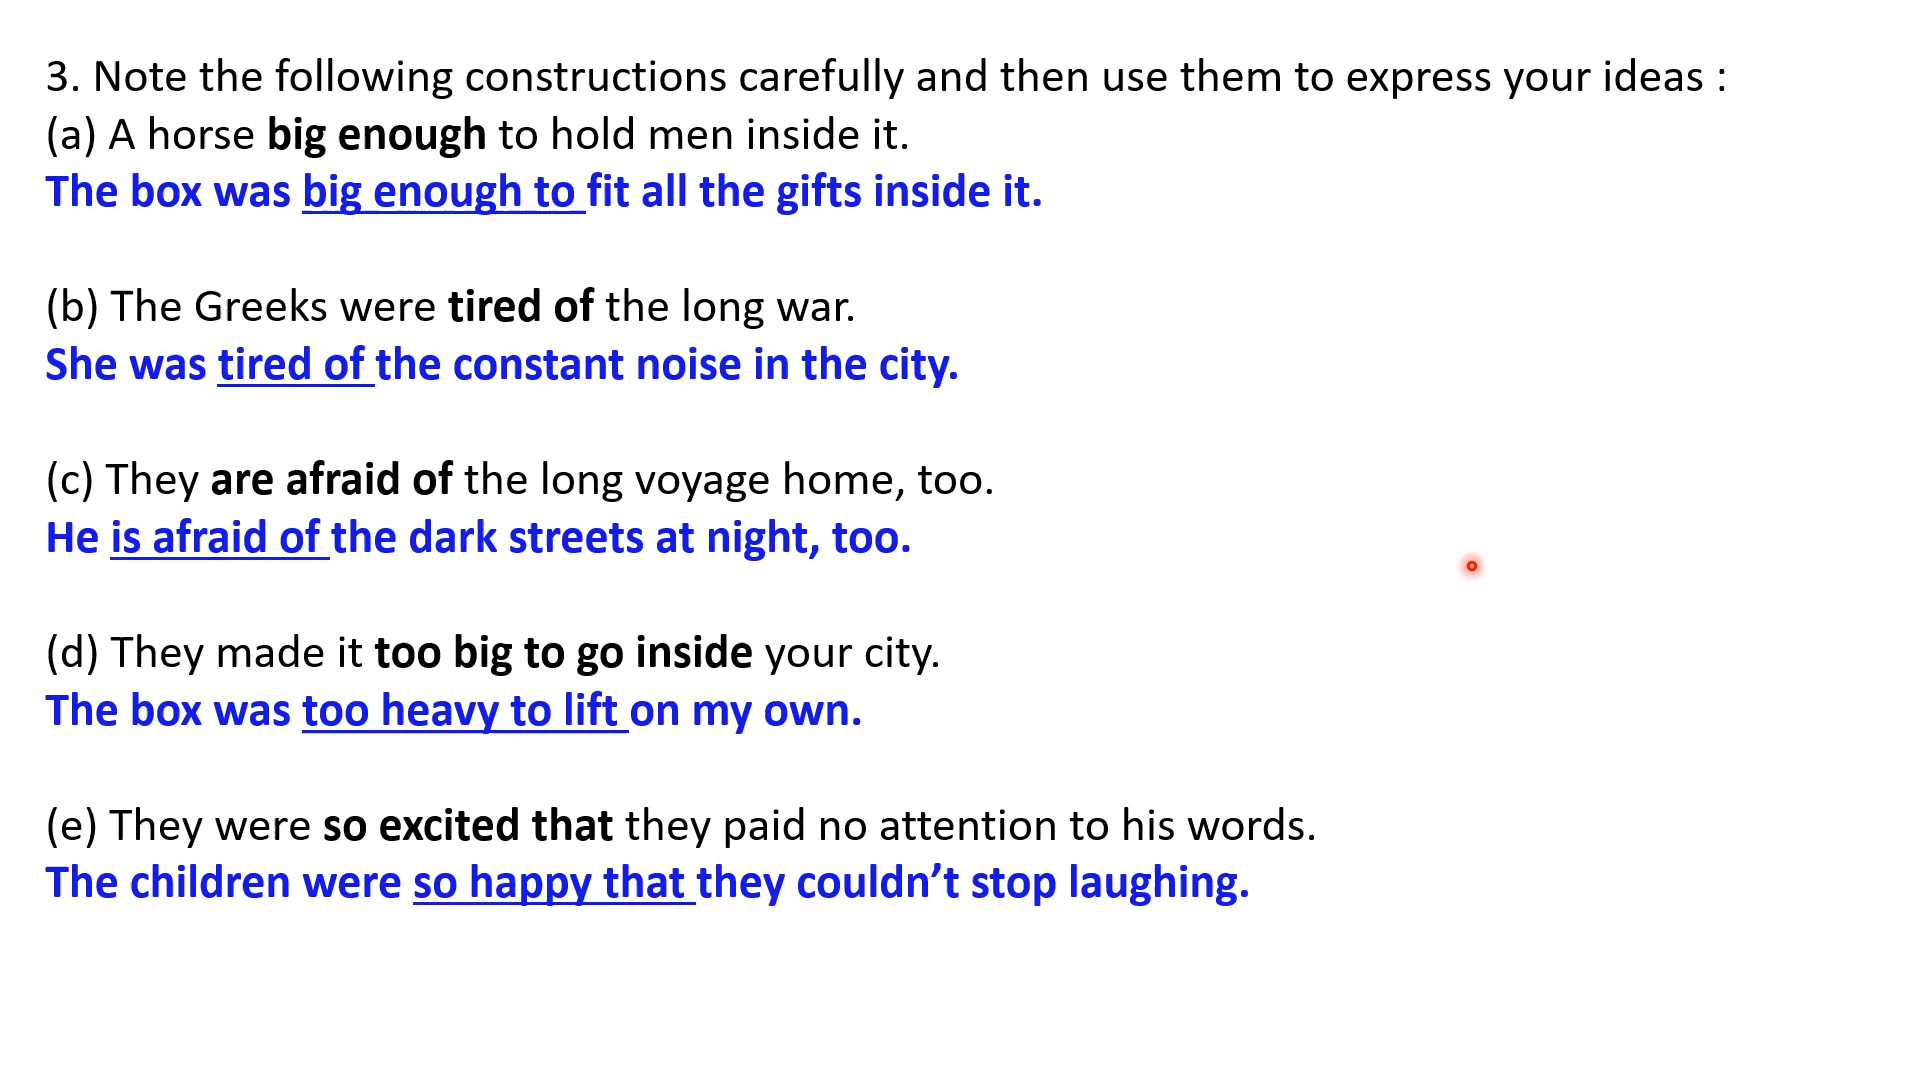 3. Note the following constructions carefully and then use them to express your ideas :
(a) A horse big enough to hold men inside it.
The box was big enough to fit all the gifts inside it.
(b) The Greeks were tired of the long war.
She was tired of the constant noise in the city.
(c) They are afraid of the long voyage home, too.
He is afraid of the dark streets at night, too.
(d) They made it too big to go inside your city.
The box was too heavy to lift on my own.
(e) They were so excited that they paid no attention to his words.
The children were so happy that they couldn’t stop laughing.